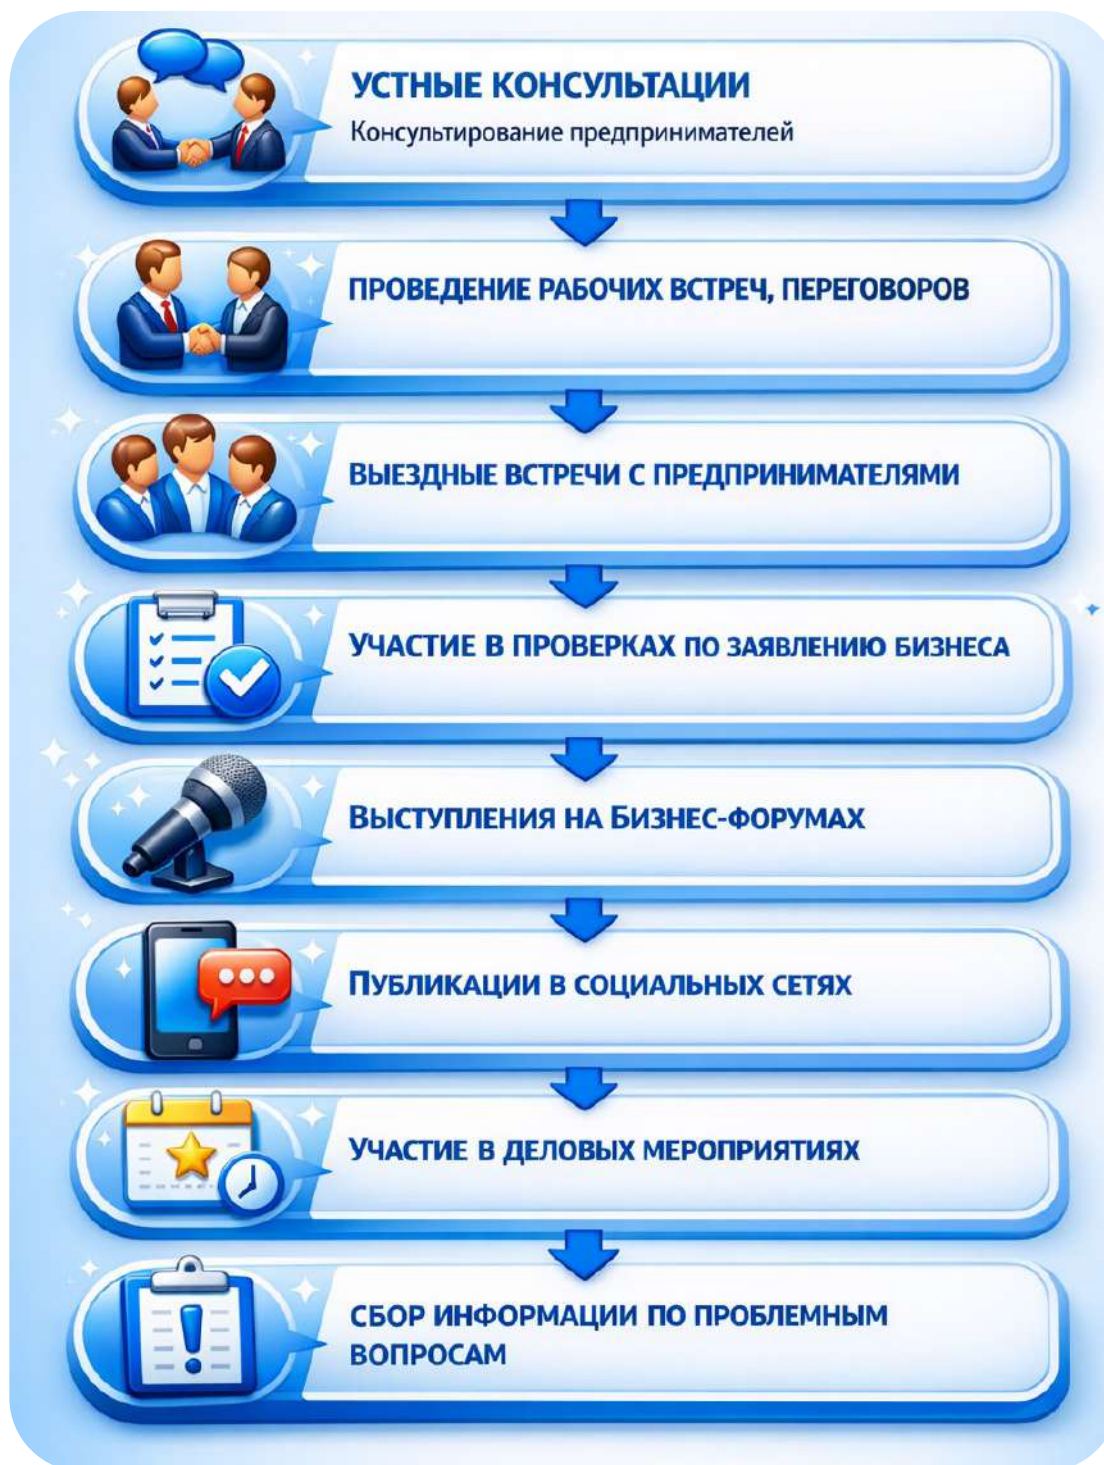 УСТНЫЕ КОНСУЛЬТАЦИИ
Консультирование предпринимателей
ПРОВЕДЕНИЕ РАБОЧИХ ВСТРЕЧ, ПЕРЕГОВОРОВ
ВЫЕЗДНЫЕ ВСТРЕЧИ С ПРЕДПРИНИМАТЕЛЯМИ
УЧАСТИЕ В ПРОВЕРКАХ ПО ЗАЯВЛЕНИЮ БИЗНЕСА
ВЫСТУПЛЕНИЯ НА БИЗНЕС-ФОРУМАХ
ПУБЛИКАЦИИ В СОЦИАЛЬНЫХ СЕТЯХ
УЧАСТИЕ В ДЕЛОВЫХ МЕРОПРИЯТИЯХ
СБОР ИНФОРМАЦИИ ПО ПРОБЛЕМНЫМ
ВОПРОСАМ